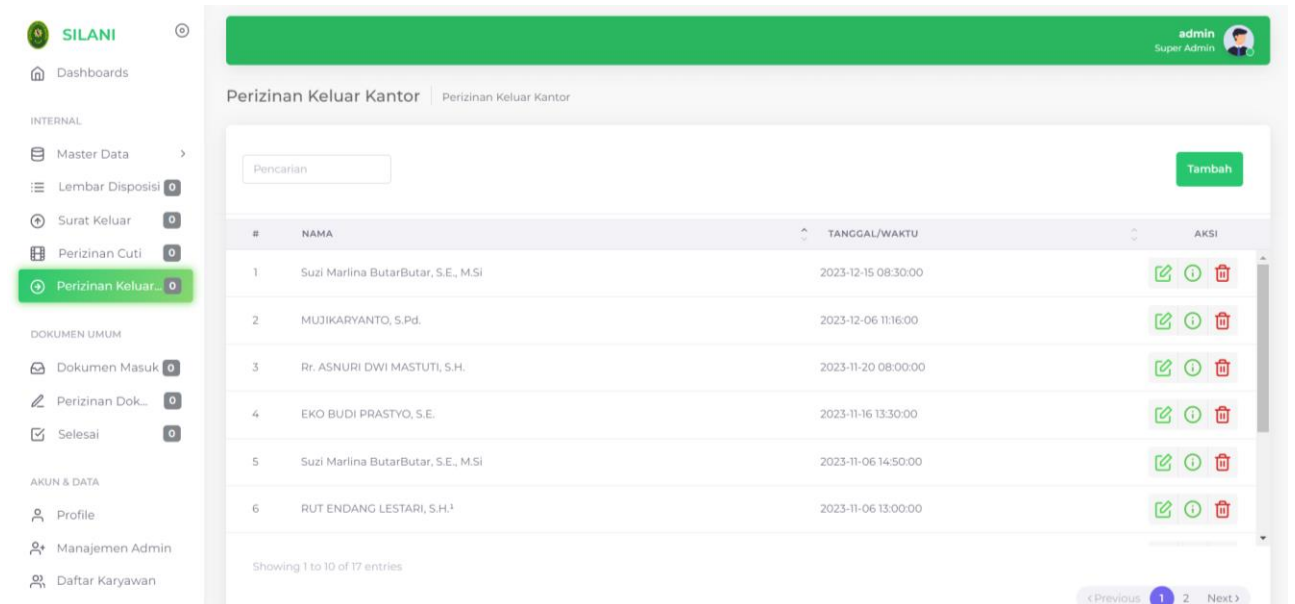 SILANI
Dashboards
INTERNAL
Master Data
Lembar Disposisi 0
Surat Keluar 0
Perizinan Cuti 0
Perizinan Keluar... 0
DOKUMEN UMUM
Dokumen Masuk 0
Perizinan Dok... 0
Selesai 0
AKUN & DATA
Profile
Manajemen Admin
Daftar Karyawan
admin
Super Admin
Perizinan Keluar Kantor Perizinan Keluar Kantor
Pencarian
Tambah
# NAMA TANGGAL/WAKTU AKSI
1 Suzi Marlina ButarButar, S.E., M.Si 2023-12-15 08:30:00
2 MUJIKARYANTO, S.Pd. 2023-12-06 11:16:00
3 Rr. ASNURI DWI MASTUTI, S.H. 2023-11-20 08:00:00
4 EKO BUDI PRASTYO, S.E. 2023-11-16 13:30:00
5 Suzi Marlina ButarButar, S.E., M.Si 2023-11-06 14:50:00
6 RUT ENDANG LESTARI, S.H.¹ 2023-11-06 13:00:00
Showing 1 to 10 of 17 entries
‹ Previous 1 2 Next ›